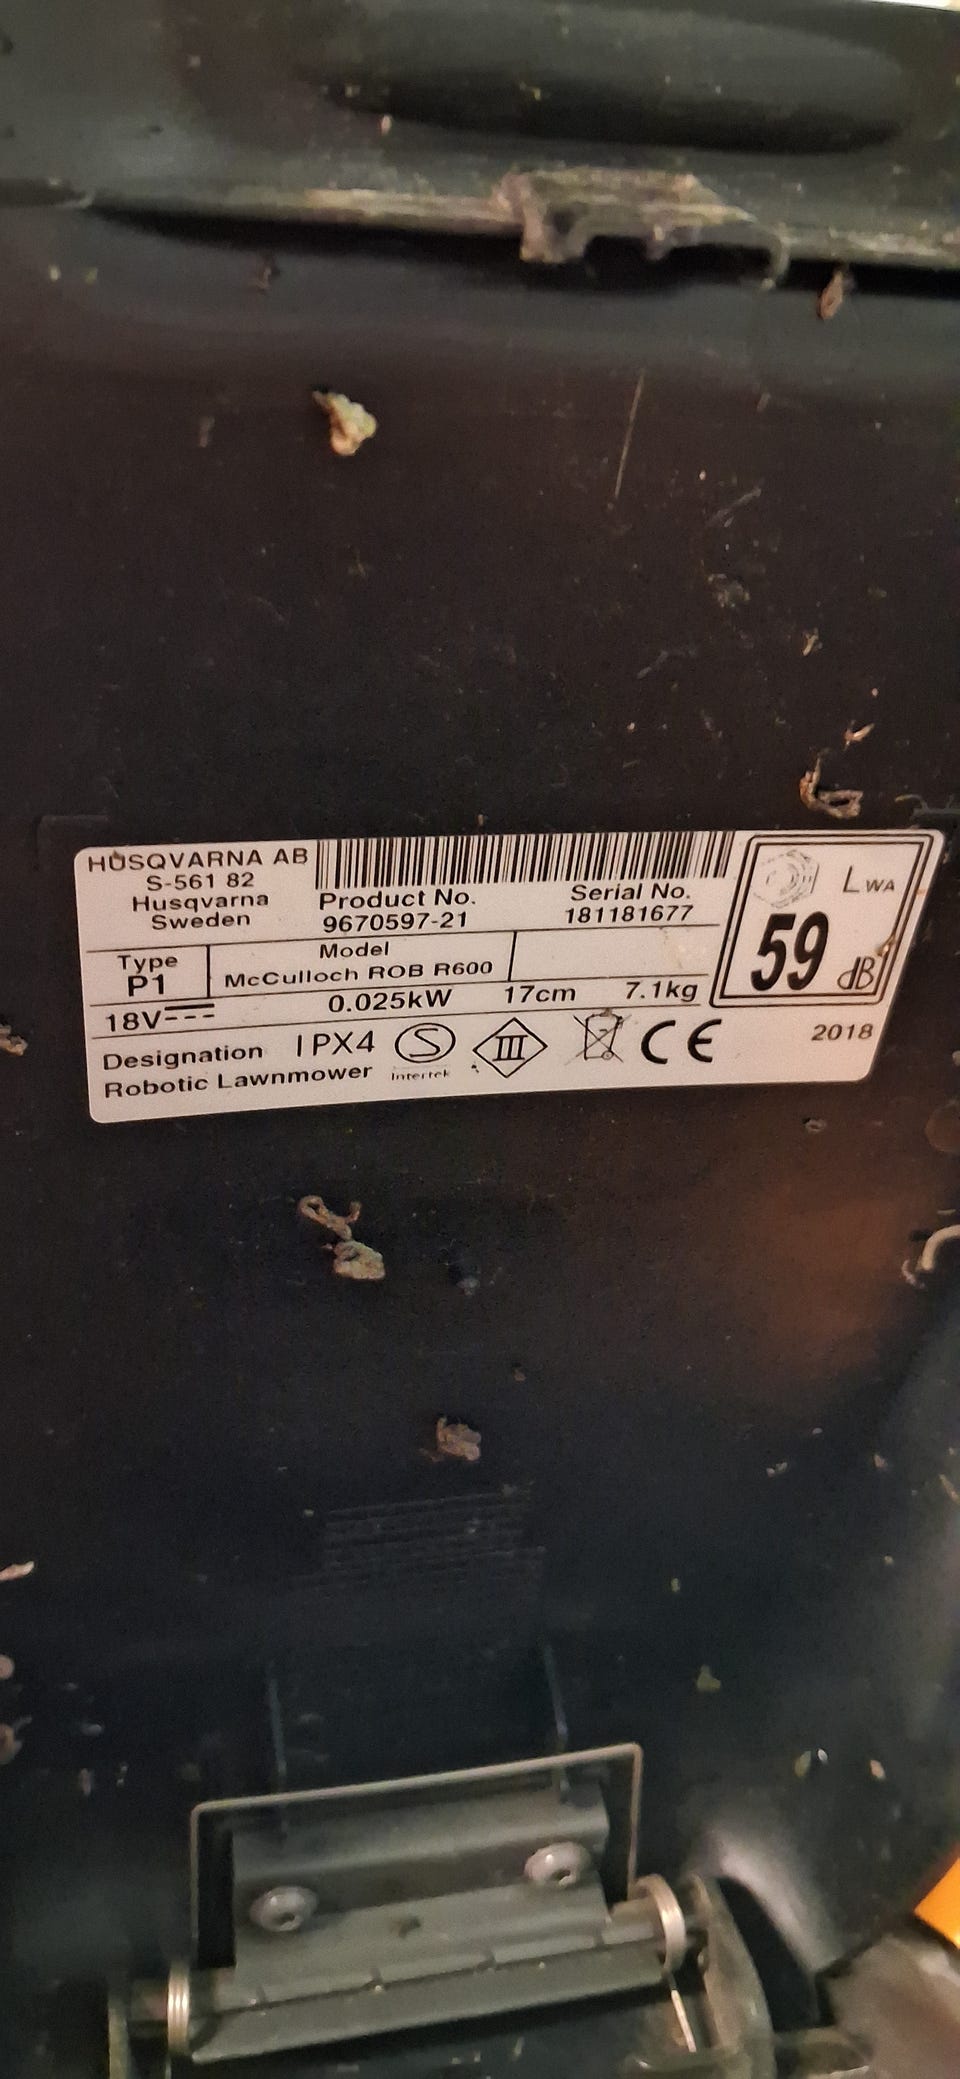 HUSQVARNA AB
S-561 82
Husqvarna
Sweden
Product No.
9670597-21
Serial No.
181181677
Type
P1
Model
McCulloch ROB R600
18V
0.025kW 17cm 7.1kg
Designation
Robotic Lawnmower
IPX4
S
Intertek
III
CE
LWA
59 dB
2018